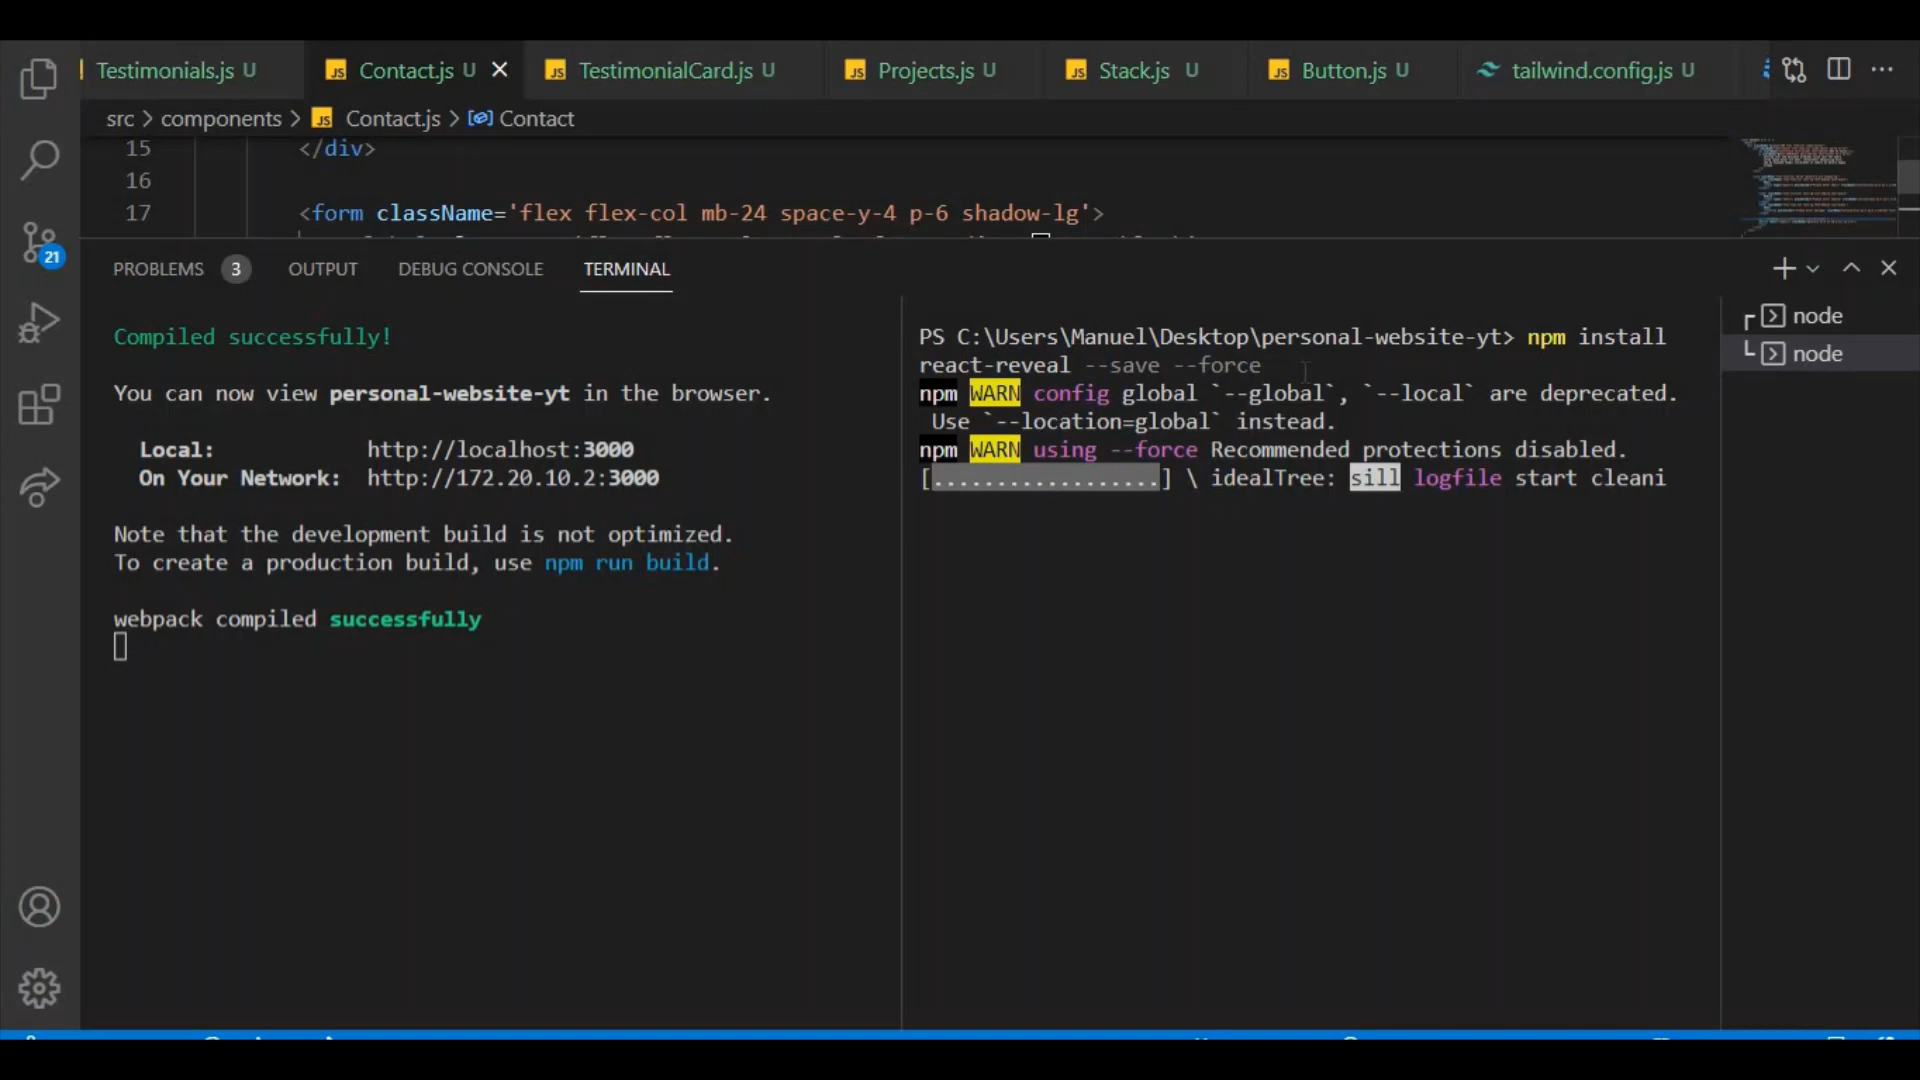 Testimonials.js U
Contact.js U
TestimonialCard.js U
Projects.js U
Stack.js U
Button.js U
tailwind.config.js U
src > components > JS Contact.js > Contact
15 </div>
16
17 <form className='flex flex-col mb-24 space-y-4 p-6 shadow-lg'>
21
PROBLEMS 3 OUTPUT DEBUG CONSOLE TERMINAL
Compiled successfully!
You can now view personal-website-yt in the browser.
Local: http://localhost:3000
On Your Network: http://172.20.10.2:3000
Note that the development build is not optimized.
To create a production build, use npm run build.
webpack compiled successfully
PS C:\Users\Manuel\Desktop\personal-website-yt> npm install
react-reveal --save --force
npm WARN config global `--global`, `--local` are deprecated.
Use `--location=global` instead.
npm WARN using --force Recommended protections disabled.
[..................] \ idealTree: sill logfile start cleani
node
node